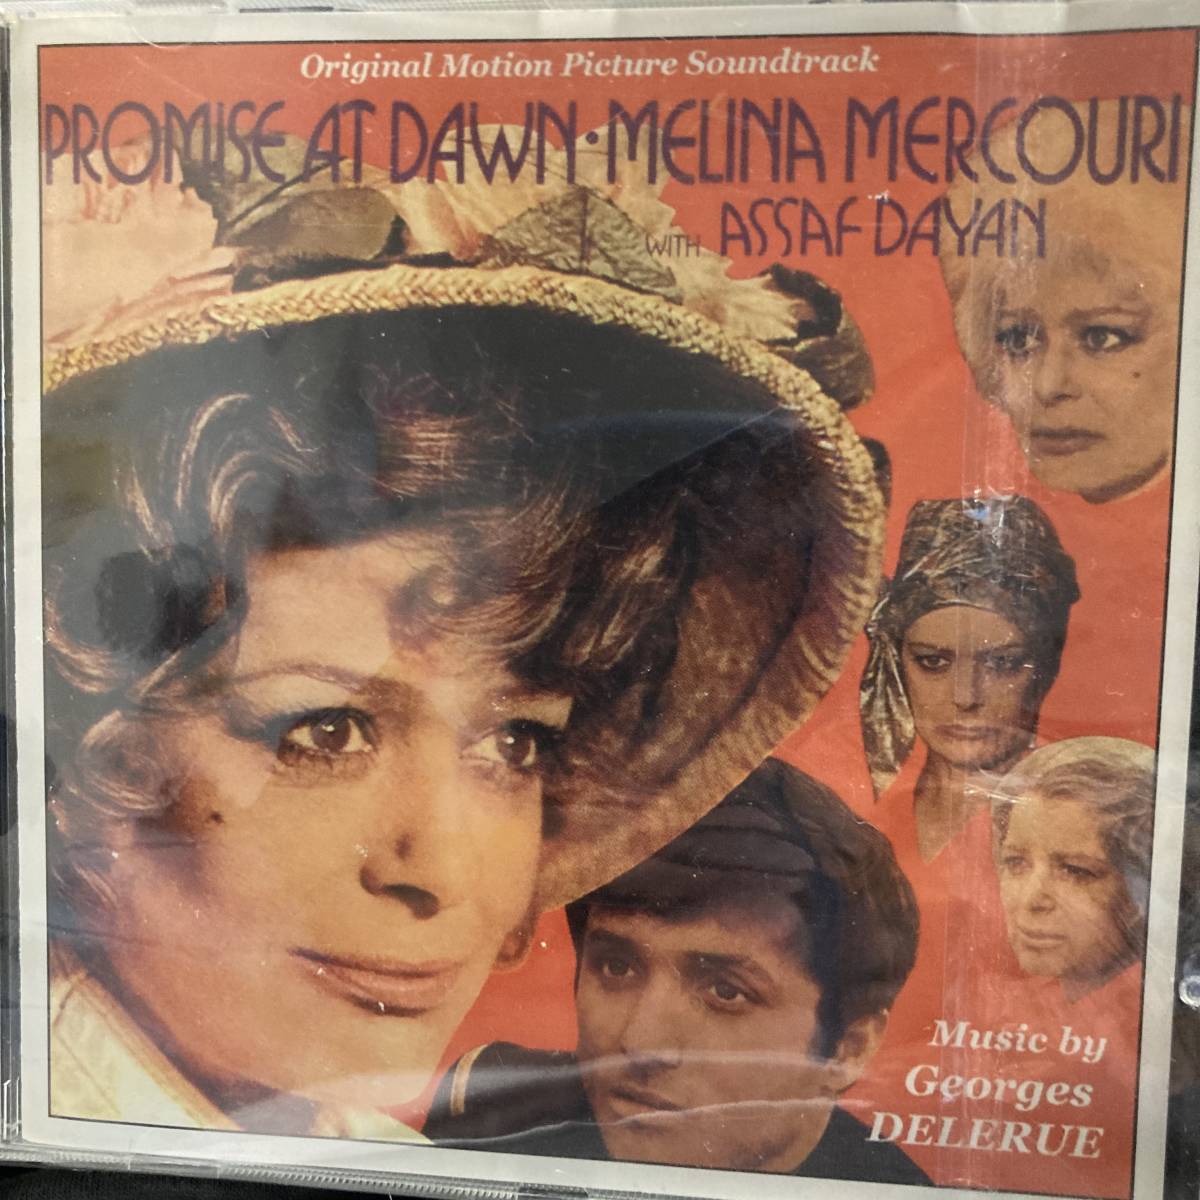 Original Motion Picture Soundtrack
PROMISE AT DAWN • MELINA MERCOURI
WITH ASSAF DAYAN
Music by
Georges
DELERUE